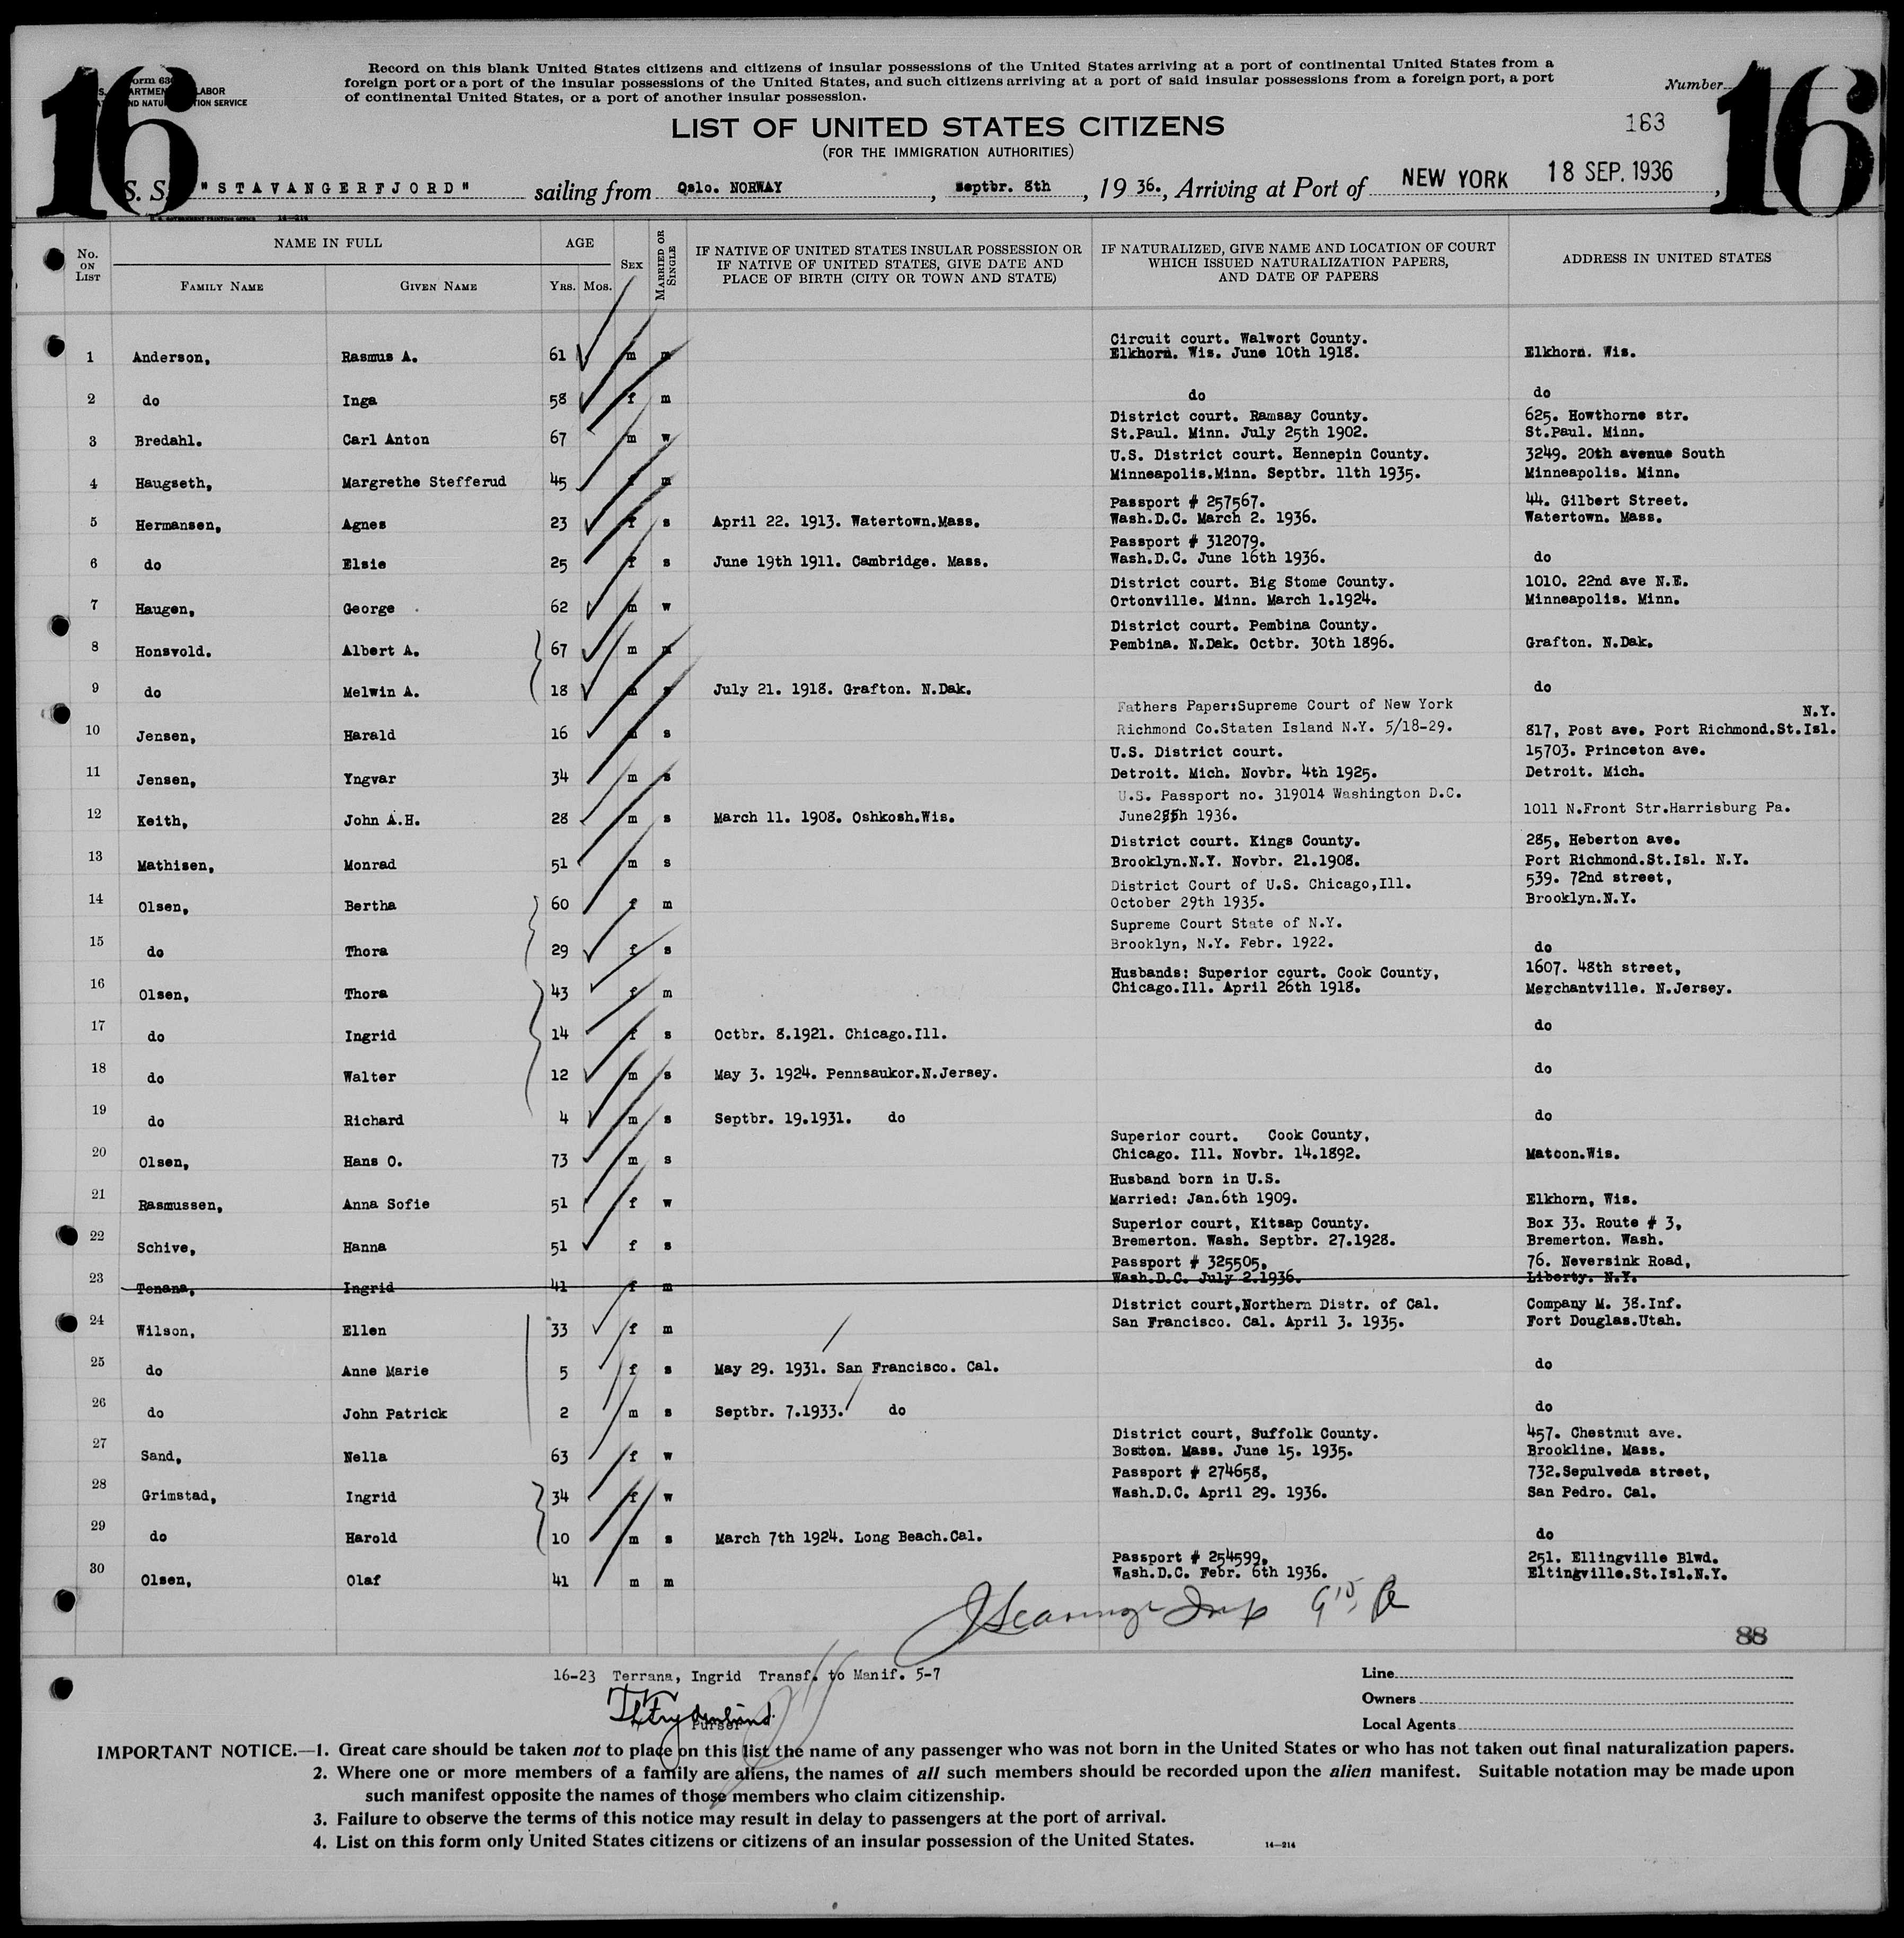 16
16
Form 630
LABOR
Record on this blank United States citizens and citizens of insular possessions of the United States arriving at a port of continental United States from a
foreign port or a port of the insular possessions of the United States, and such citizens arriving at a port of said insular possessions from a foreign port, a port
of continental United States, or a port of another insular possession.
Number
163
LIST OF UNITED STATES CITIZENS
(FOR THE IMMIGRATION AUTHORITIES)
S. S. "STAVANGERFJORD" sailing from Oslo. NORWAY, septbr. 8th, 1936., Arriving at Port of NEW YORK 18 SEP. 1936,
No. ON LIST
NAME IN FULL
FAMILY NAME
GIVEN NAME
AGE
YRS. MOS.
SEX
MARRIED OR SINGLE
IF NATIVE OF UNITED STATES INSULAR POSSESSION OR
IF NATIVE OF UNITED STATES, GIVE DATE AND
PLACE OF BIRTH (CITY OR TOWN AND STATE)
IF NATURALIZED, GIVE NAME AND LOCATION OF COURT
WHICH ISSUED NATURALIZATION PAPERS,
AND DATE OF PAPERS
ADDRESS IN UNITED STATES
Circuit court. Walwort County.
1 Anderson, Rasmus A. 61 m m Elkhorn. Wis. June 10th 1918. Elkhorn. Wis.
2 do Inga 58 f m do do
District court. Ramsay County. 625. Howthorne str.
3 Bredahl. Carl Anton 67 m w St.Paul. Minn. July 25th 1902. St.Paul. Minn.
U.S. District court. Hennepin County. 3249. 20th avenue South
4 Haugseth, Margrethe Stefferud 45 f m Minneapolis.Minn. Septbr. 11th 1935. Minneapolis. Minn.
Passport # 257567. 44. Gilbert Street.
5 Hermansen, Agnes 23 f s April 22. 1913. Watertown.Mass. Wash.D.C. March 2. 1936. Watertown. Mass.
Passport # 312079.
6 do Elsie 25 f s June 19th 1911. Cambridge. Mass. Wash.D.C. June 16th 1936. do
District court. Big Stome County. 1010. 22nd ave N.E.
7 Haugen, George 62 m w Ortonville. Minn. March 1.1924. Minneapolis. Minn.
District court. Pembina County.
8 Honsvold. Albert A. 67 m m Pembina. N.Dak. Octbr. 30th 1896. Grafton. N.Dak.
9 do Melwin A. 18 m s July 21. 1918. Grafton. N.Dak. do
Fathers Paper:Supreme Court of New York N.Y.
10 Jensen, Harald 16 m s Richmond Co.Staten Island N.Y. 5/18-29. 817, Post ave. Port Richmond.St.Isl.
U.S. District court. 15703. Princeton ave.
11 Jensen, Yngvar 34 m s Detroit. Mich. Novbr. 4th 1925. Detroit. Mich.
U.S. Passport no. 319014 Washington D.C.
12 Keith, John A.H. 28 m s March 11. 1908. Oshkosh.Wis. June 1936. 1011 N.Front Str.Harrisburg Pa.
District court. Kings County. 285, Heberton ave.
13 Mathisen, Monrad 51 m s Brooklyn.N.Y. Novbr. 21.1908. Port Richmond.St.Isl. N.Y.
District Court of U.S. Chicago,Ill. 539. 72nd street,
14 Olsen, Bertha 60 f m October 29th 1935. Brooklyn.N.Y.
Supreme Court State of N.Y.
15 do Thora 29 f s Brooklyn, N.Y. Febr. 1922. do
Husbands: Superior court. Cook County, 1607. 48th street,
16 Olsen, Thora 43 f m Chicago.Ill. April 26th 1918. Merchantville. N.Jersey.
17 do Ingrid 14 f s Octbr. 8.1921. Chicago.Ill. do
18 do Walter 12 m s May 3. 1924. Pennsaukor.N.Jersey. do
19 do Richard 4 m s Septbr. 19.1931. do do
Superior court. Cook County,
20 Olsen, Hans O. 73 m s Chicago. Ill. Novbr. 14.1892. Matoon.Wis.
Husband born in U.S.
21 Rasmussen, Anna Sofie 51 f w Married: Jan.6th 1909. Elkhorn, Wis.
Superior court, Kitsap County. Box 33. Route # 3,
22 Schive, Hanna 51 f s Bremerton. Wash. Septbr. 27.1928. Bremerton. Wash.
Passport # 325505, 76. Neversink Road,
23 Tenana, Ingrid 41 f m Wash.D.C. July 2.1936. Liberty. N.Y.
District court,Northern Distr. of Cal. Company M. 38.Inf.
24 Wilson, Ellen 33 f m San Francisco. Cal. April 3. 1935. Fort Douglas.Utah.
25 do Anne Marie 5 f s May 29. 1931. San Francisco. Cal. do
26 do John Patrick 2 m s Septbr. 7.1933. do do
District court, Suffolk County. 457. Chestnut ave.
27 Sand, Nella 63 f w Boston. Mass. June 15. 1935. Brookline. Mass.
Passport # 274658, 732.Sepulveda street,
28 Grimstad, Ingrid 34 f w Wash.D.C. April 29. 1936. San Pedro. Cal.
29 do Harold 10 m s March 7th 1924. Long Beach.Cal. do
Passport # 254599, 251. Ellingville Blwd.
30 Olsen, Olaf 41 m m Wash.D.C. Febr. 6th 1936. Eltingville.St.Isl.N.Y.
88
16-23 Terrana, Ingrid Transf. to Manif. 5-7
Purser
Line
Owners
Local Agents
IMPORTANT NOTICE.—1. Great care should be taken not to place on this list the name of any passenger who was not born in the United States or who has not taken out final naturalization papers.
2. Where one or more members of a family are aliens, the names of all such members should be recorded upon the alien manifest. Suitable notation may be made upon
such manifest opposite the names of those members who claim citizenship.
3. Failure to observe the terms of this notice may result in delay to passengers at the port of arrival.
4. List on this form only United States citizens or citizens of an insular possession of the United States.
14—214